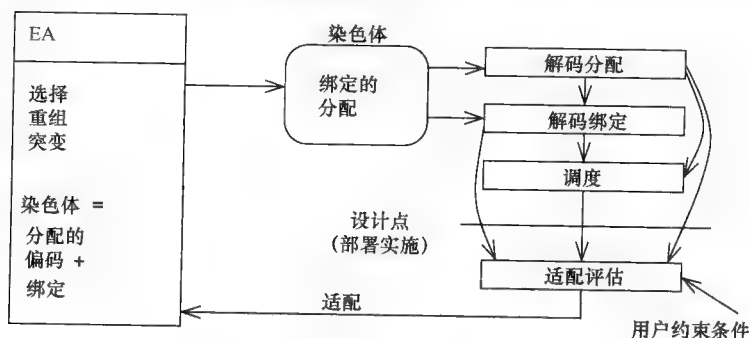 EA
选择
重组
突变
染色体 =
分配的
偏码 +
绑定
染色体
绑定的
分配
解码分配
解码绑定
调度
设计点
(部署实施)
适配评估
适配
用户约束条件